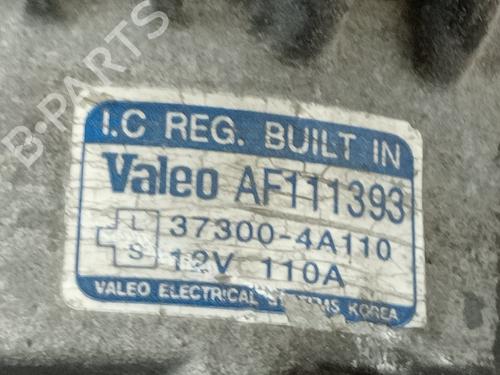 B-PARTS
I.C REG. BUILT IN
Valeo AF111393
L 37300-4A110
S 12V 110A
VALEO ELECTRICAL SYSTEMS KOREA